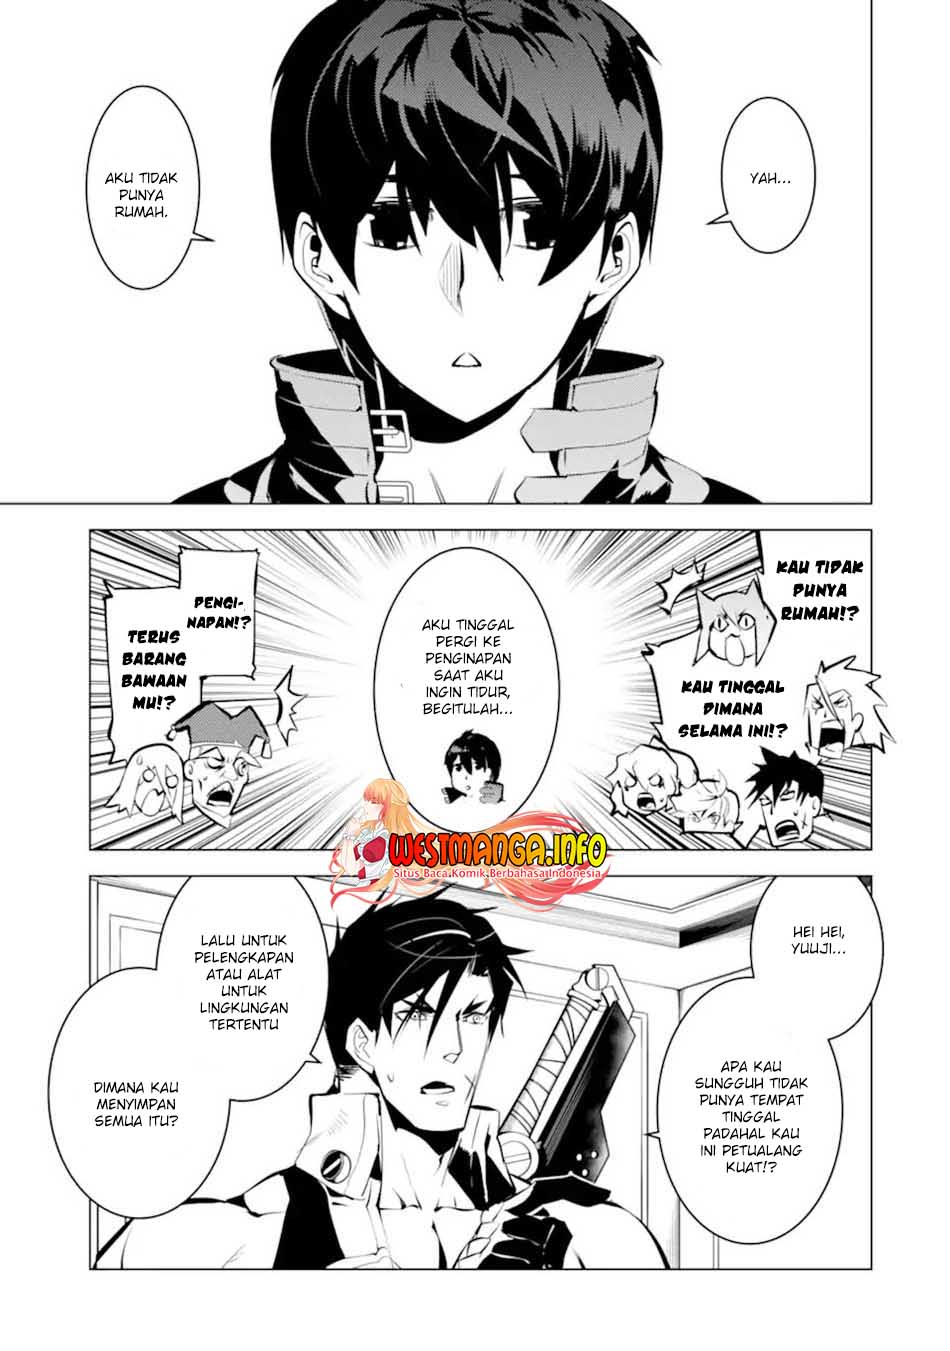 YAH...
AKU TIDAK
PUNYA
RUMAH.
KAU TIDAK
PUNYA
RUMAH!?
KAU TINGGAL
DIMANA
SELAMA INI!?
AKU TINGGAL
PERGI KE
PENGINAPAN
SAAT AKU
INGIN TIDUR,
BEGITULAH...
PENGI-
NAPAN!?
TERUS
BARANG
BAWAAN
MU!?
WESTMANGA.INFO
Situs Baca Komik Berbahasa Indonesia
HEI HEI,
YUUJI...
APA KAU
SUNGGUH TIDAK
PUNYA TEMPAT
TINGGAL
PADAHAL KAU
INI PETUALANG
KUAT!?
LALU UNTUK
PELENGKAPAN
ATAU ALAT
UNTUK
LINGKUNGAN
TERTENTU
DIMANA KAU
MENYIMPAN
SEMUA ITU?